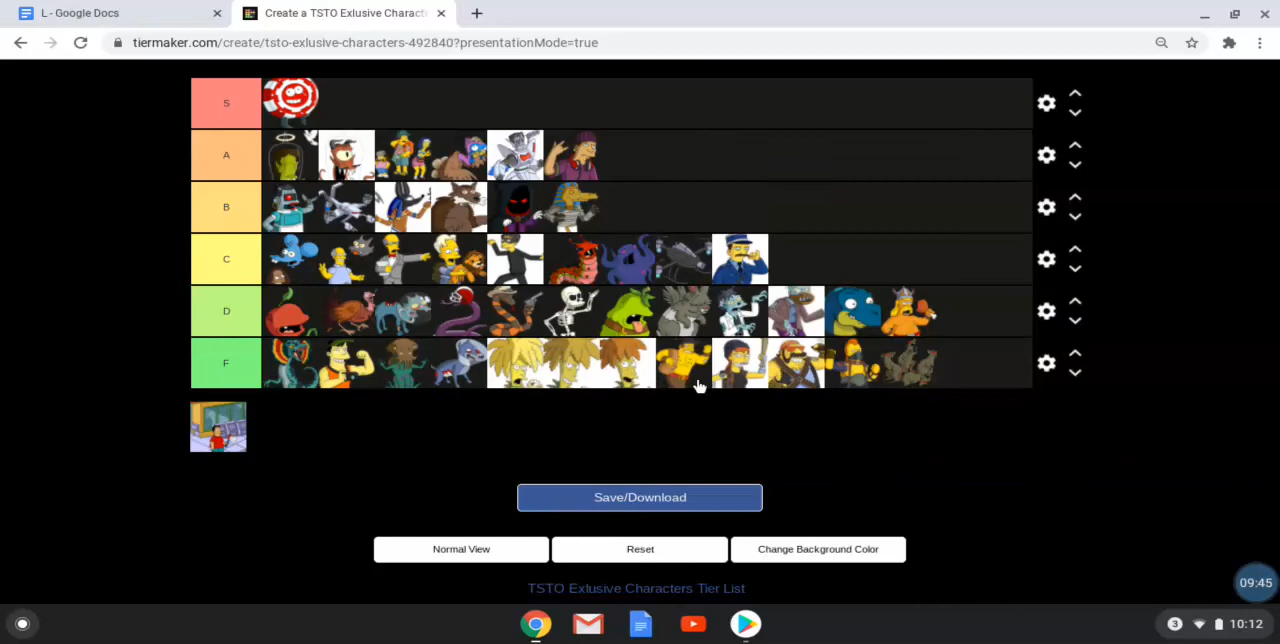 L - Google Docs
Create a TSTO Exlusive Charact
tiermaker.com/create/tsto-exlusive-characters-492840?presentationMode=true
S
A
B
C
D
F
Save/Download
Normal View
Reset
Change Background Color
TSTO Exlusive Characters Tier List
09:45
3
10:12